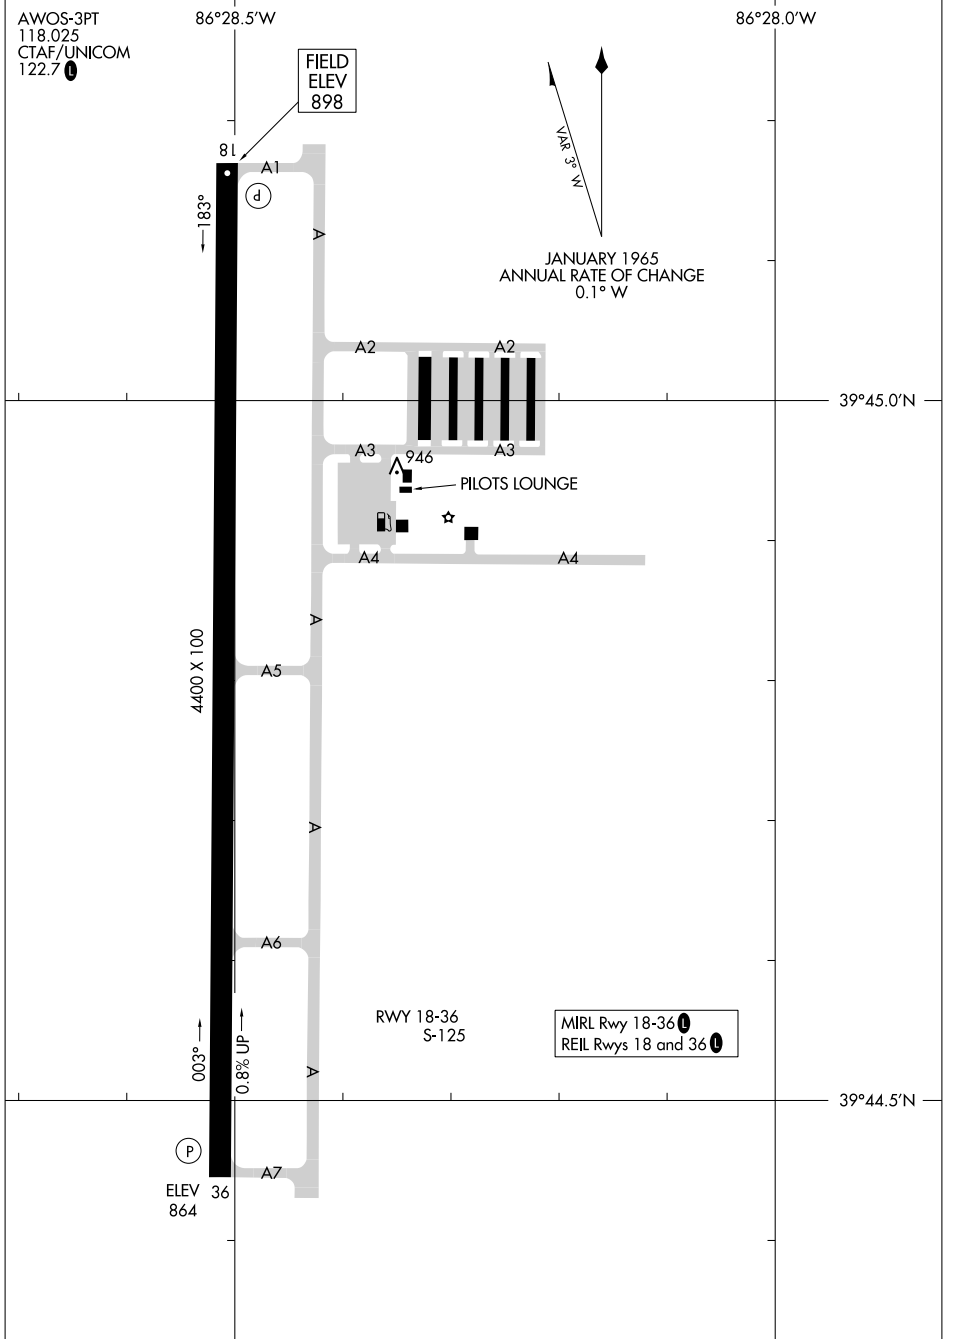 AWOS-3PT
118.025
CTAF/UNICOM
122.7 L
86°28.5'W
86°28.0'W
FIELD
ELEV
898
VAR 3° W
JANUARY 1965
ANNUAL RATE OF CHANGE
0.1° W
18
A1
P
183°
A
A2
A2
39°45.0'N
A3
A3
946
PILOTS LOUNGE
A4
A4
A
4400 X 100
A5
A
A6
RWY 18-36
S-125
MIRL Rwy 18-36 L
REIL Rwys 18 and 36 L
003°
0.8% UP
A
39°44.5'N
P
A7
ELEV
864
36